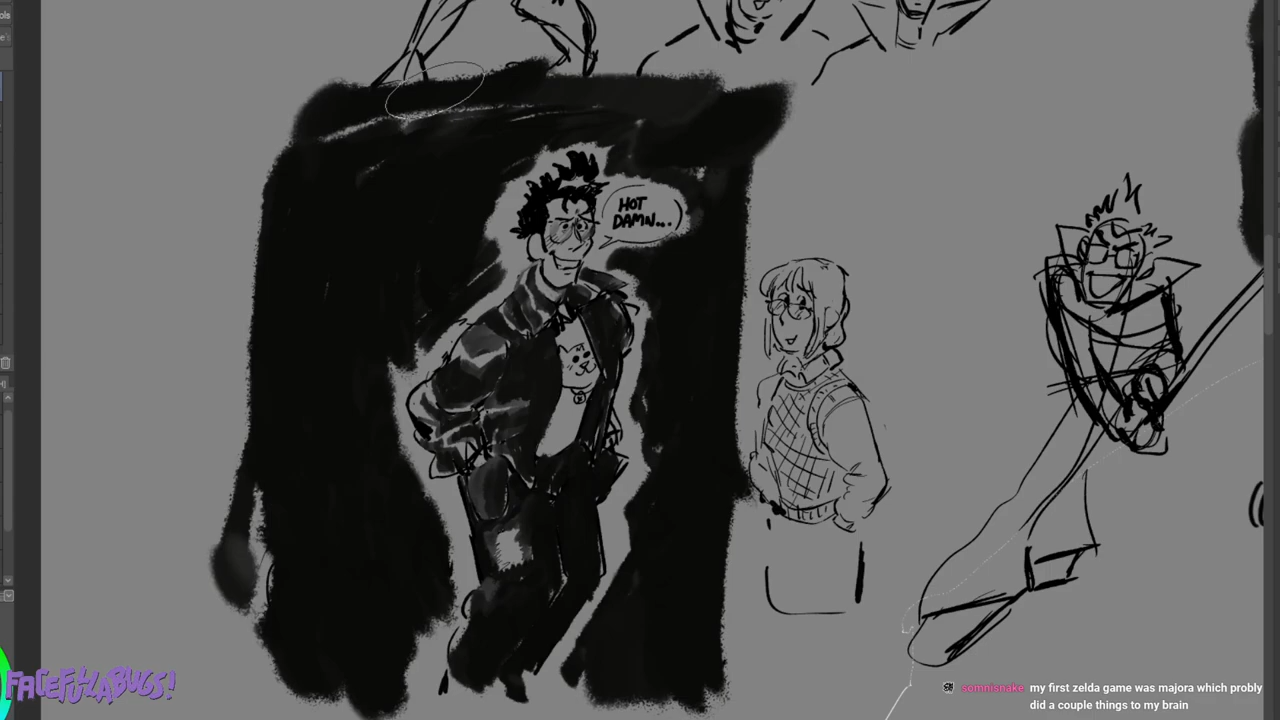 HOT
DAMN...
FACEFULLABUGS!
somnisnake my first zelda game was majora which probly
did a couple things to my brain